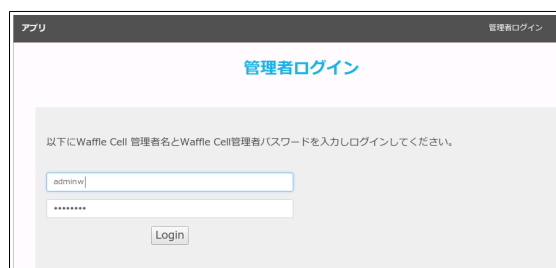 アプリ 管理者ログイン
管理者ログイン
以下にWaffle Cell 管理者名とWaffle Cell管理者パスワードを入力しログインしてください。
adminw
••••••••
Login